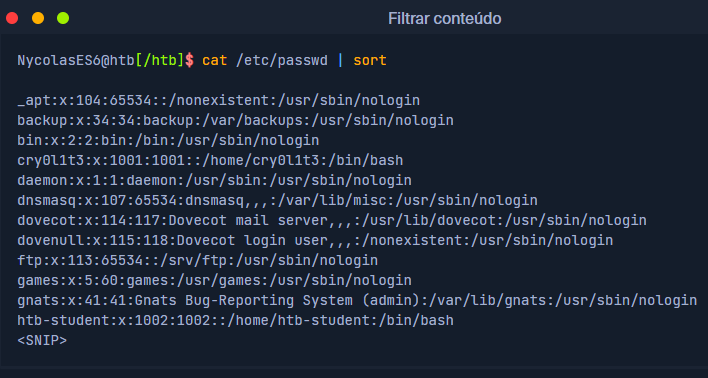 Filtrar conteúdo
NycolasES6@htb[/htb]$ cat /etc/passwd | sort
_apt:x:104:65534::/nonexistent:/usr/sbin/nologin
backup:x:34:34:backup:/var/backups:/usr/sbin/nologin
bin:x:2:2:bin:/bin:/usr/sbin/nologin
cry0l1t3:x:1001:1001::/home/cry0l1t3:/bin/bash
daemon:x:1:1:daemon:/usr/sbin:/usr/sbin/nologin
dnsmasq:x:107:65534:dnsmasq,,,:/var/lib/misc:/usr/sbin/nologin
dovecot:x:114:117:Dovecot mail server,,,:/usr/lib/dovecot:/usr/sbin/nologin
dovenull:x:115:118:Dovecot login user,,,:/nonexistent:/usr/sbin/nologin
ftp:x:113:65534::/srv/ftp:/usr/sbin/nologin
games:x:5:60:games:/usr/games:/usr/sbin/nologin
gnats:x:41:41:Gnats Bug-Reporting System (admin):/var/lib/gnats:/usr/sbin/nologin
htb-student:x:1002:1002::/home/htb-student:/bin/bash
<SNIP>